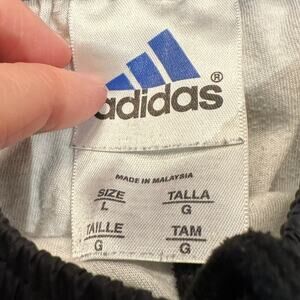 adidas®
MADE IN MALAYSIA
SIZE TALLA
L G
TAILLE TAM
G G